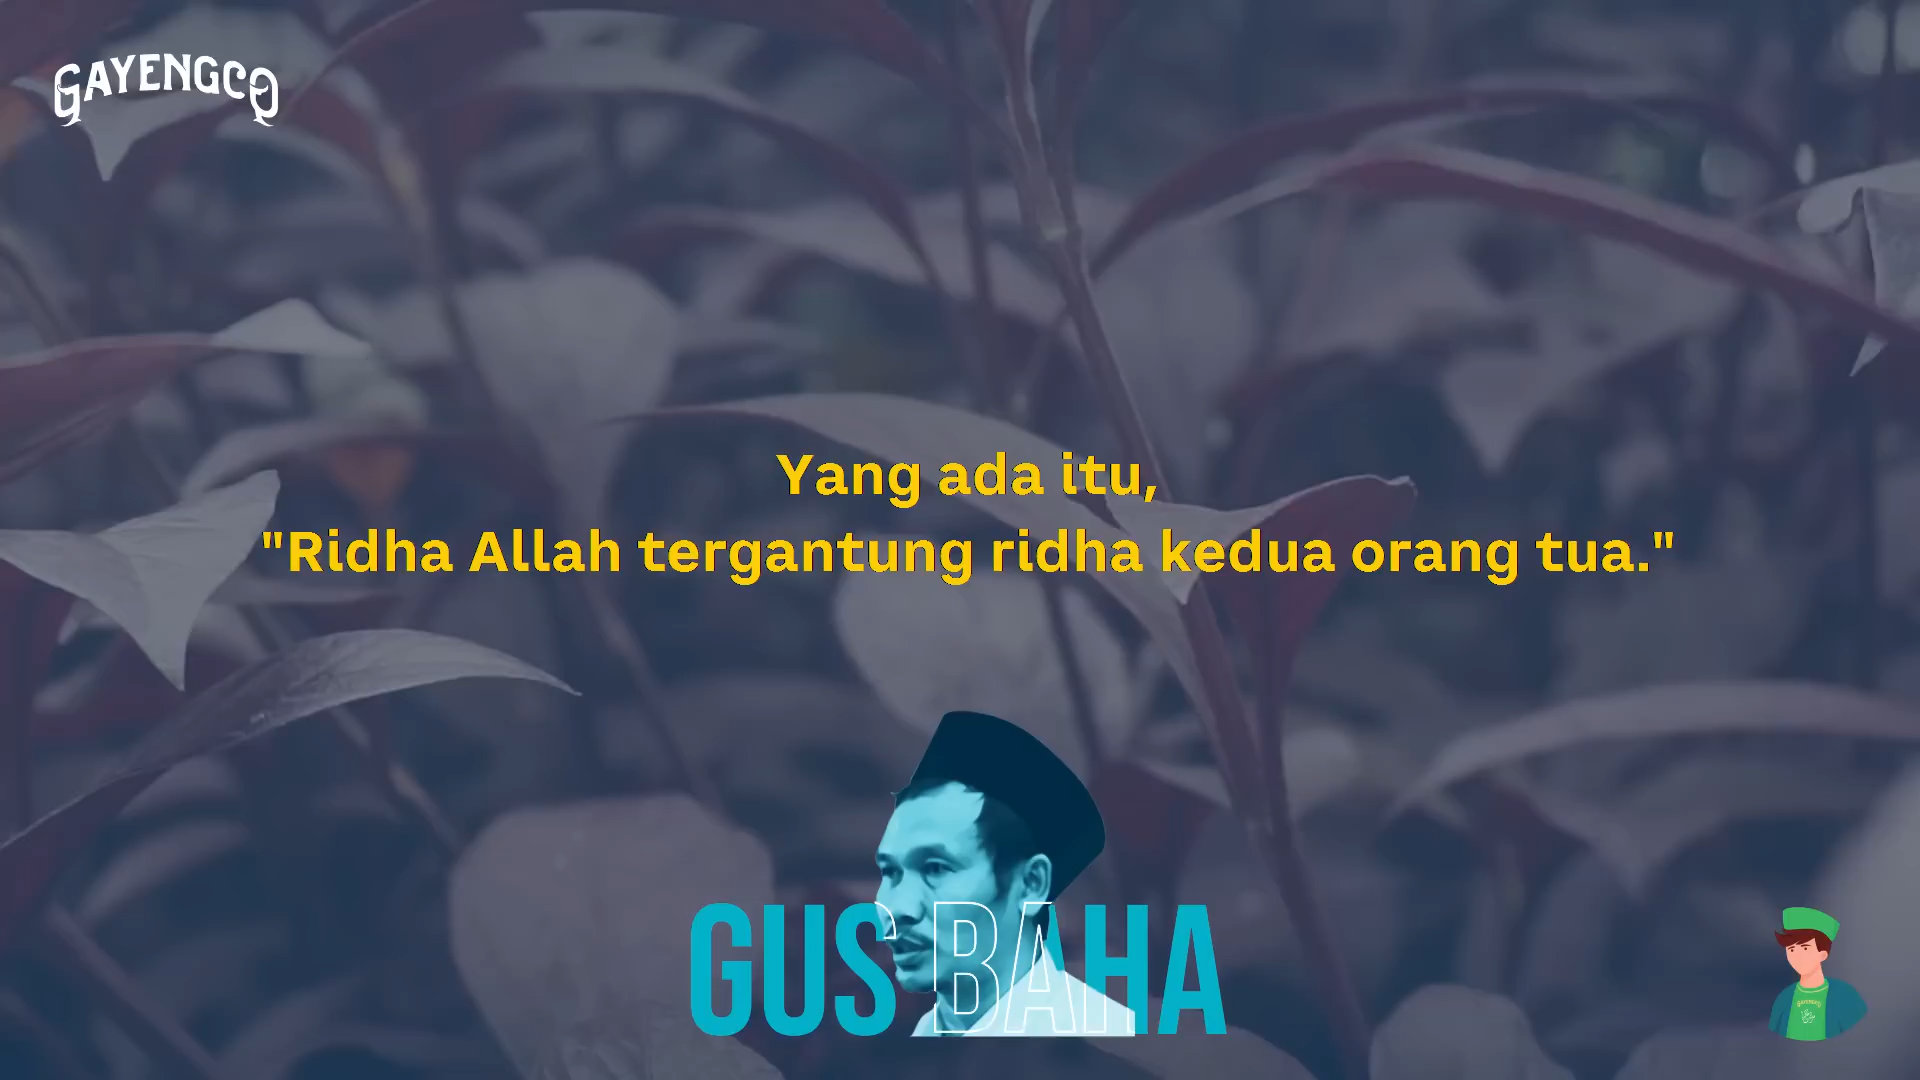 GAYENGCO
Yang ada itu,
"Ridha Allah tergantung ridha kedua orang tua."
GUS BAHA